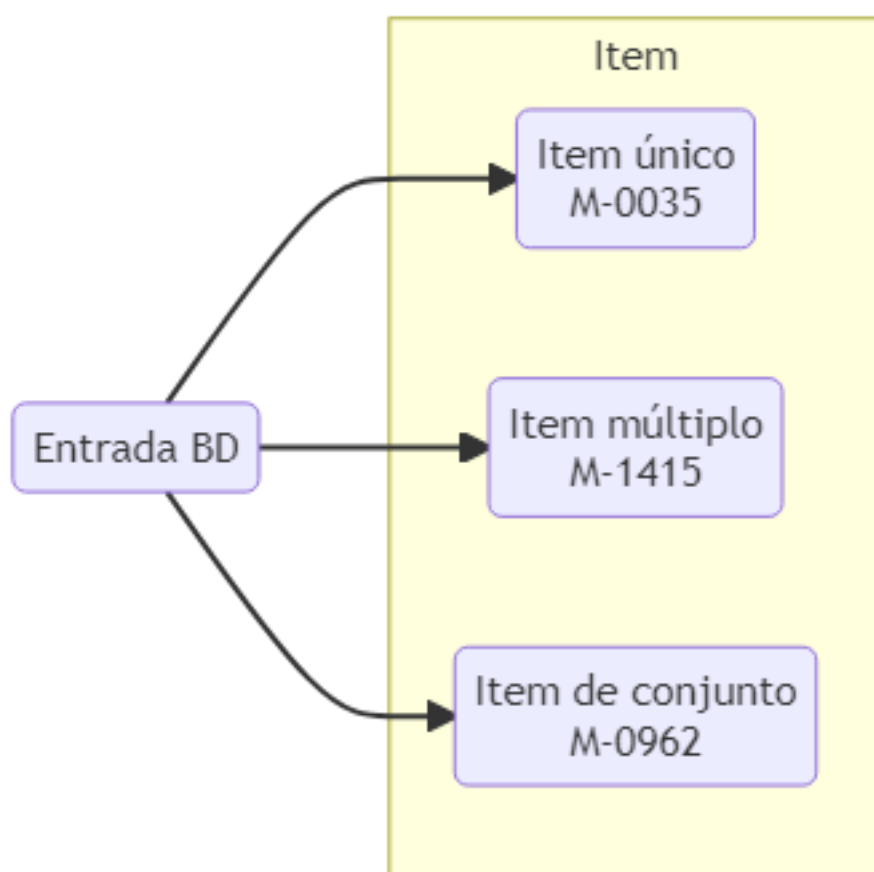 Item
Item único
M-0035
Entrada BD
Item múltiplo
M-1415
Item de conjunto
M-0962